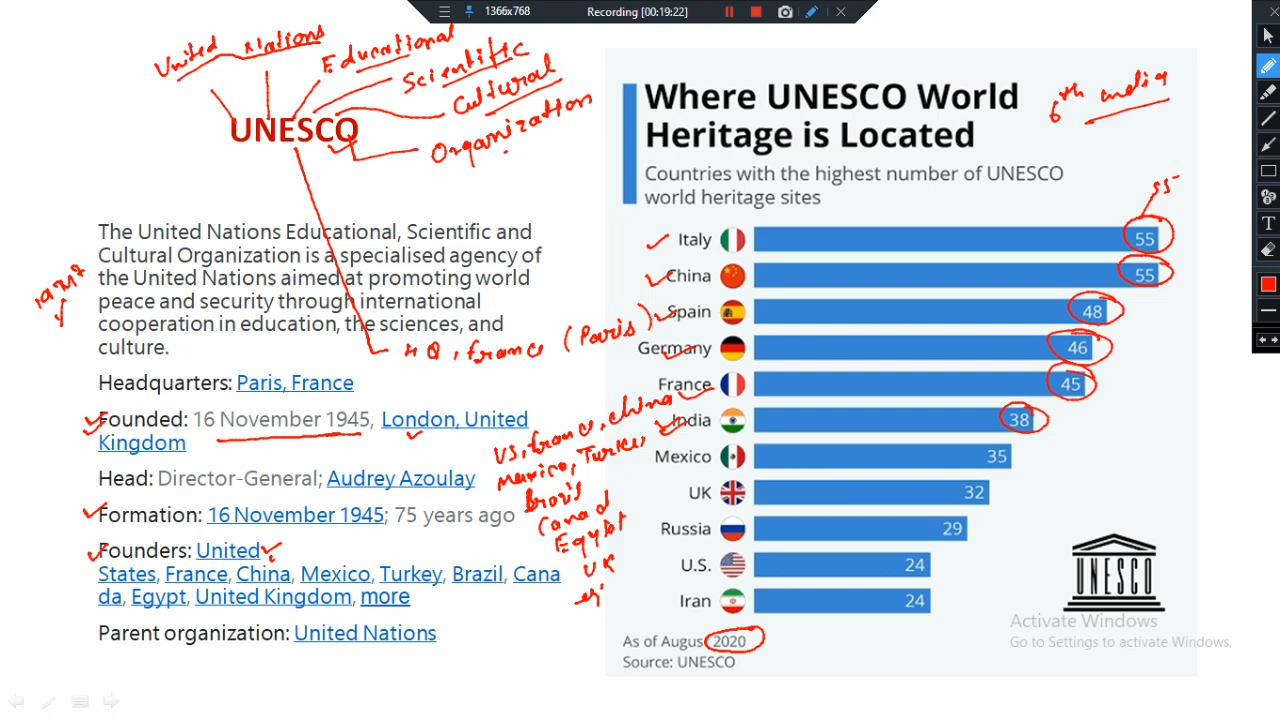 1366x768
Recording [00:19:22]
United Nations
Educational
Scientific
Cultural
Organization
UNESCO
The United Nations Educational, Scientific and
Cultural Organization is a specialised agency of
the United Nations aimed at promoting world
peace and security through international
cooperation in education, the sciences, and
culture.
HQ, france (Paris)
Headquarters: Paris, France
Founded: 16 November 1945, London, United
Kingdom
Head: Director-General; Audrey Azoulay
Formation: 16 November 1945; 75 years ago
Founders: United
States, France, China, Mexico, Turkey, Brazil, Cana
da, Egypt, United Kingdom, more
Parent organization: United Nations
US, france, china
Mexico, Turkey,
Brazil
Canad
Egypt
UK
Where UNESCO World
Heritage is Located
6th india
Countries with the highest number of UNESCO
world heritage sites
55
Italy 55
China 55
Spain 48
Germany 46
France 45
India 38
Mexico 35
UK 32
Russia 29
U.S. 24
Iran 24
UNESCO
As of Augus 2020
Source: UNESCO
Activate Windows
Go to Settings to activate Windows.
T